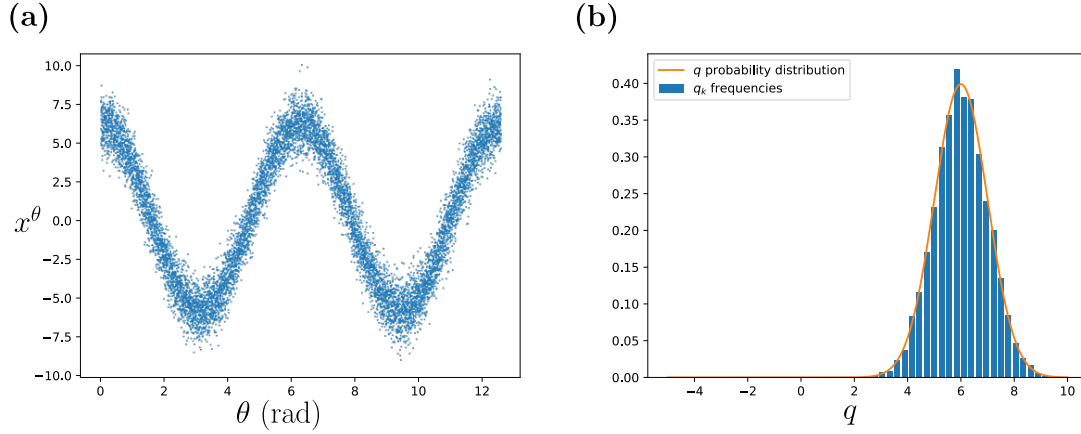 (a)
10.0
7.5
5.0
2.5
0.0
−2.5
−5.0
−7.5
−10.0
x^θ
0 2 4 6 8 10 12
θ (rad)
(b)
q probability distribution
q_k frequencies
0.40
0.35
0.30
0.25
0.20
0.15
0.10
0.05
0.00
−4 −2 0 2 4 6 8 10
q